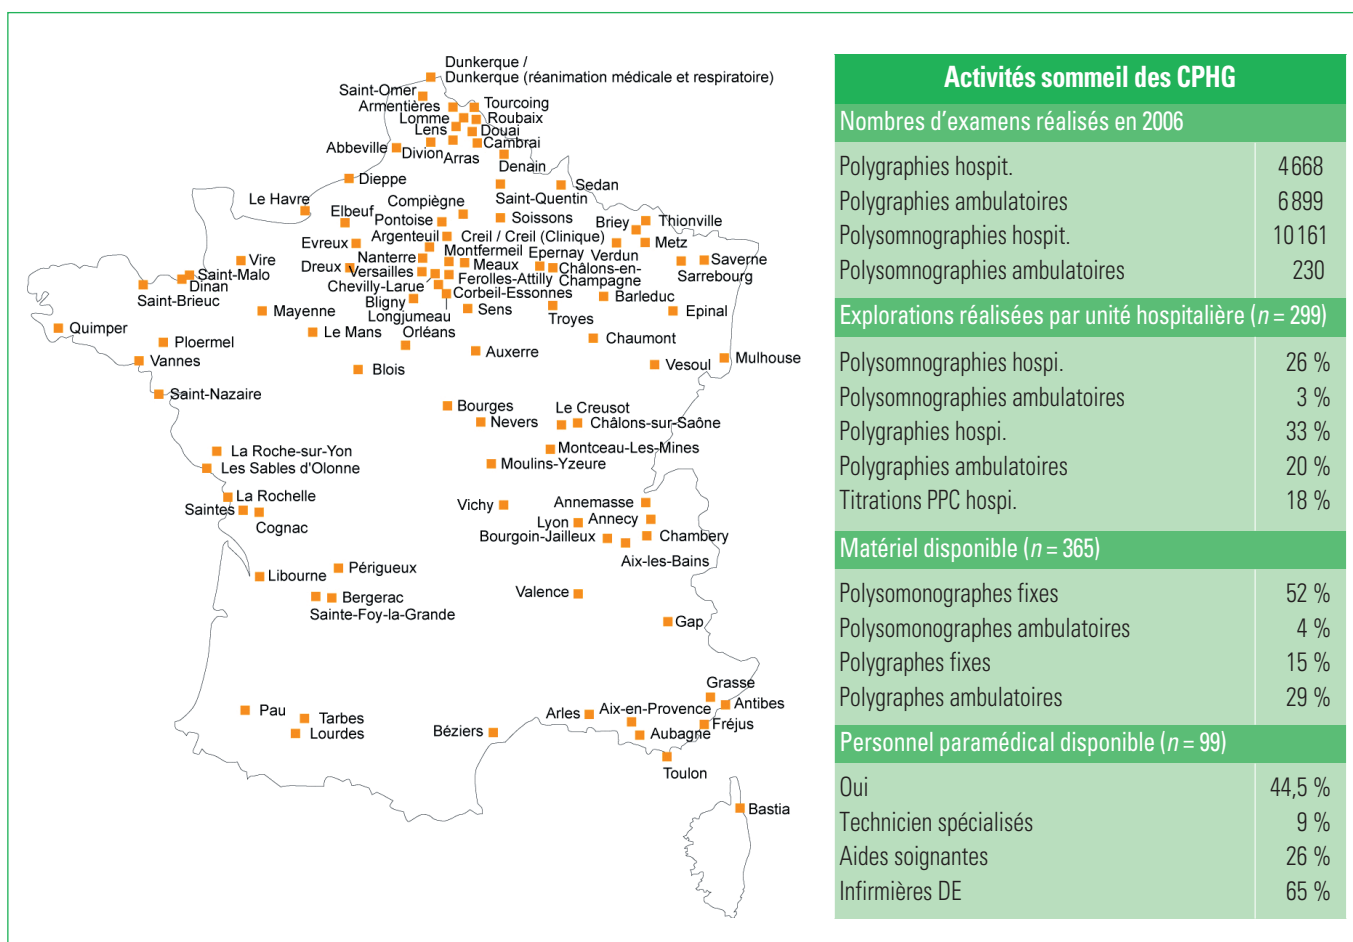 Dunkerque /
Dunkerque (réanimation médicale et respiratoire)
Saint-Omer
Armentières
Tourcoing
Lomme
Roubaix
Lens
Douai
Abbeville
Divion
Arras
Cambrai
Denain
Dieppe
Saint-Quentin
Sedan
Le Havre
Compiègne
Elbeuf
Pontoise
Soissons
Briey
Thionville
Evreux
Argenteuil
Creil / Creil (Clinique)
Metz
Nanterre
Montfermeil
Epernay
Verdun
Saverne
Vire
Dreux
Versailles
Meaux
Châlons-en-
Champagne
Sarrebourg
Saint-Malo
Dinan
Saint-Brieuc
Chevilly-Larue
Ferolles-Attilly
Bligny
Corbeil-Essonnes
Barleduc
Mayenne
Longjumeau
Sens
Troyes
Epinal
Quimper
Le Mans
Orléans
Ploermel
Chaumont
Vannes
Auxerre
Mulhouse
Blois
Vesoul
Saint-Nazaire
Bourges
Le Creusot
Nevers
Châlons-sur-Saône
La Roche-sur-Yon
Montceau-Les-Mines
Les Sables d'Olonne
Moulins-Yzeure
La Rochelle
Vichy
Annemasse
Saintes
Cognac
Lyon
Annecy
Bourgoin-Jailleux
Chambery
Aix-les-Bains
Périgueux
Libourne
Bergerac
Valence
Sainte-Foy-la-Grande
Gap
Grasse
Pau
Arles
Aix-en-Provence
Antibes
Tarbes
Fréjus
Lourdes
Béziers
Aubagne
Toulon
Bastia
Activités sommeil des CPHG
Nombres d'examens réalisés en 2006
Polygraphies hospit. 4 668
Polygraphies ambulatoires 6 899
Polysomnographies hospit. 10 161
Polysomnographies ambulatoires 230
Explorations réalisées par unité hospitalière (n = 299)
Polysomnographies hospi. 26 %
Polysomnographies ambulatoires 3 %
Polygraphies hospi. 33 %
Polygraphies ambulatoires 20 %
Titrations PPC hospi. 18 %
Matériel disponible (n = 365)
Polysomonographes fixes 52 %
Polysomonographes ambulatoires 4 %
Polygraphes fixes 15 %
Polygraphes ambulatoires 29 %
Personnel paramédical disponible (n = 99)
Oui 44,5 %
Technicien spécialisés 9 %
Aides soignantes 26 %
Infirmières DE 65 %